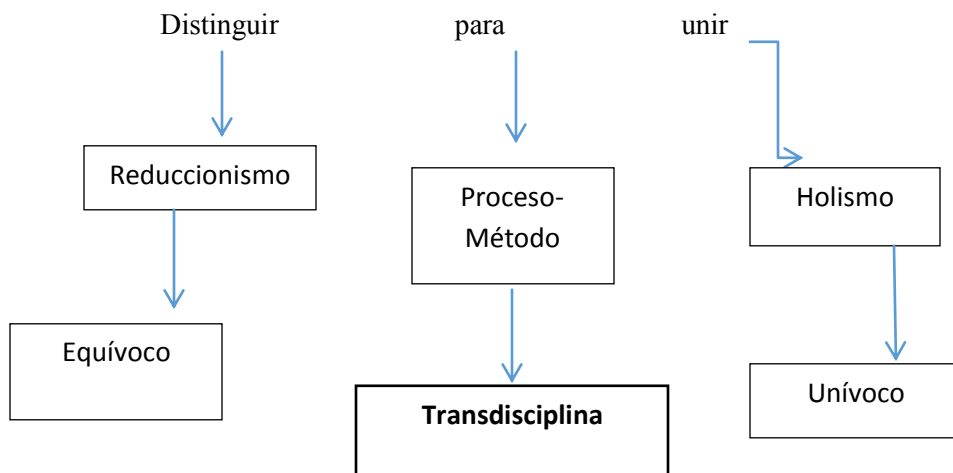 Distinguir para unir
Reduccionismo
Proceso-
Método
Holismo
Equívoco
Transdisciplina
Unívoco